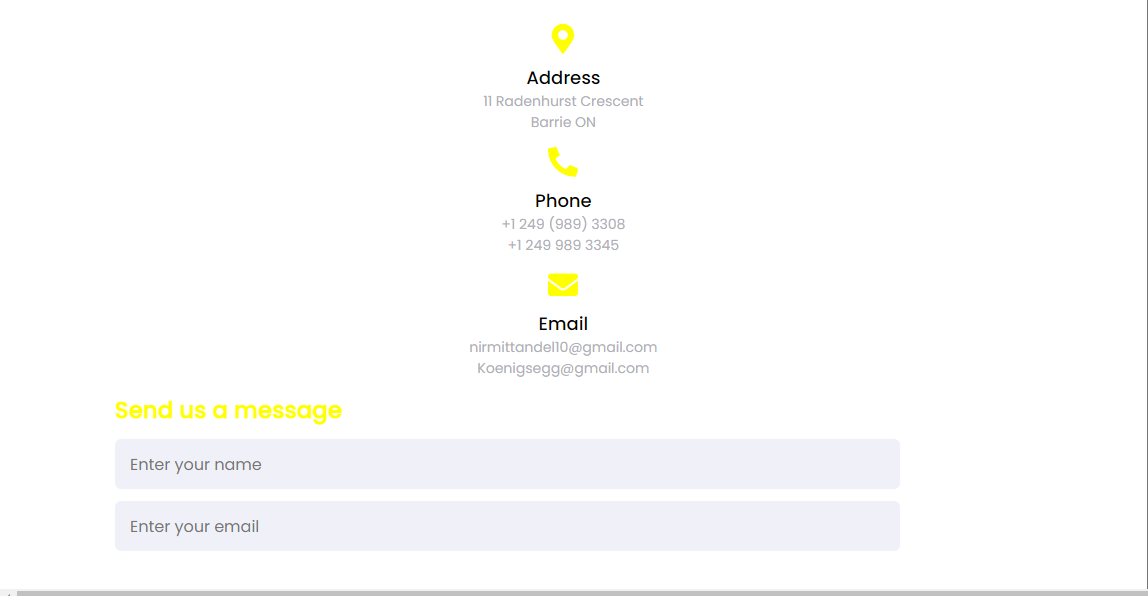 Address
11 Radenhurst Crescent
Barrie ON
Phone
+1 249 (989) 3308
+1 249 989 3345
Email
nirmittandel10@gmail.com
Koenigsegg@gmail.com
Send us a message
Enter your name
Enter your email